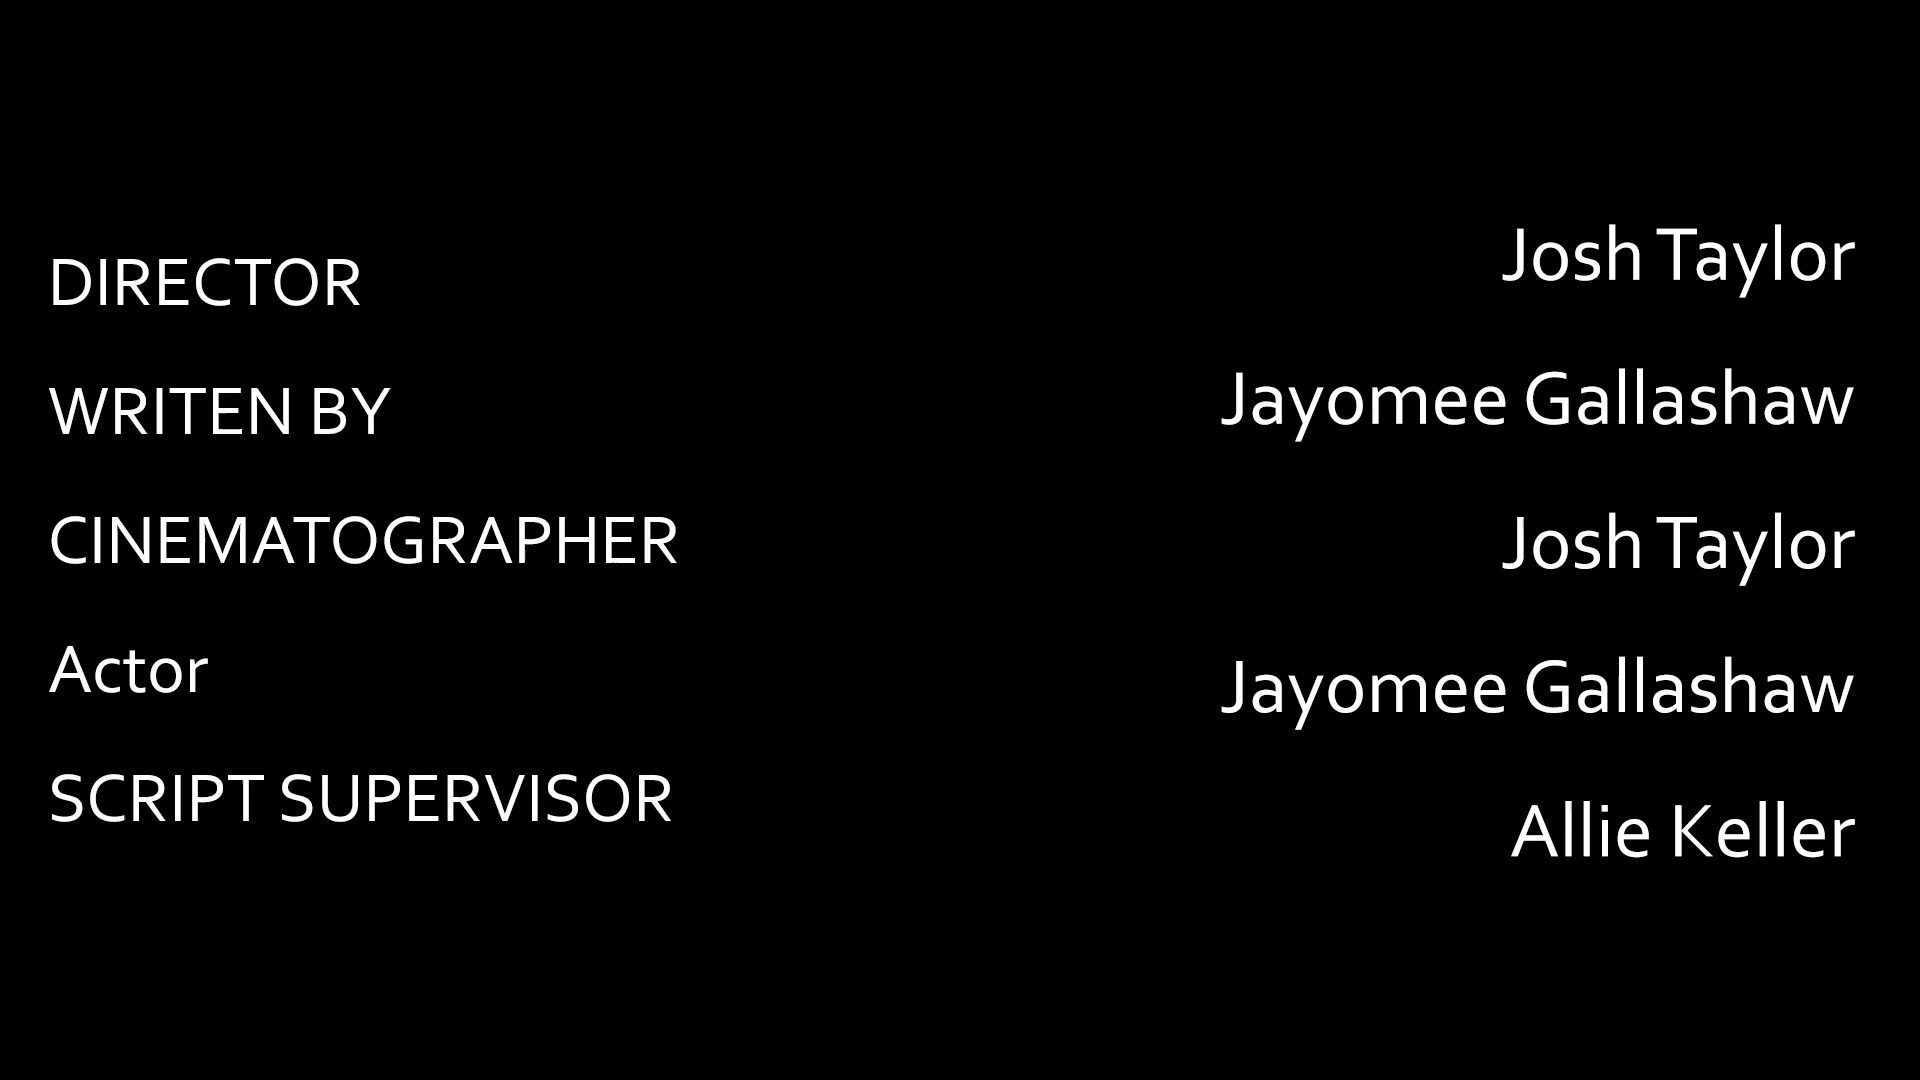 DIRECTOR Josh Taylor
WRITEN BY Jayomee Gallashaw
CINEMATOGRAPHER Josh Taylor
Actor Jayomee Gallashaw
SCRIPT SUPERVISOR Allie Keller